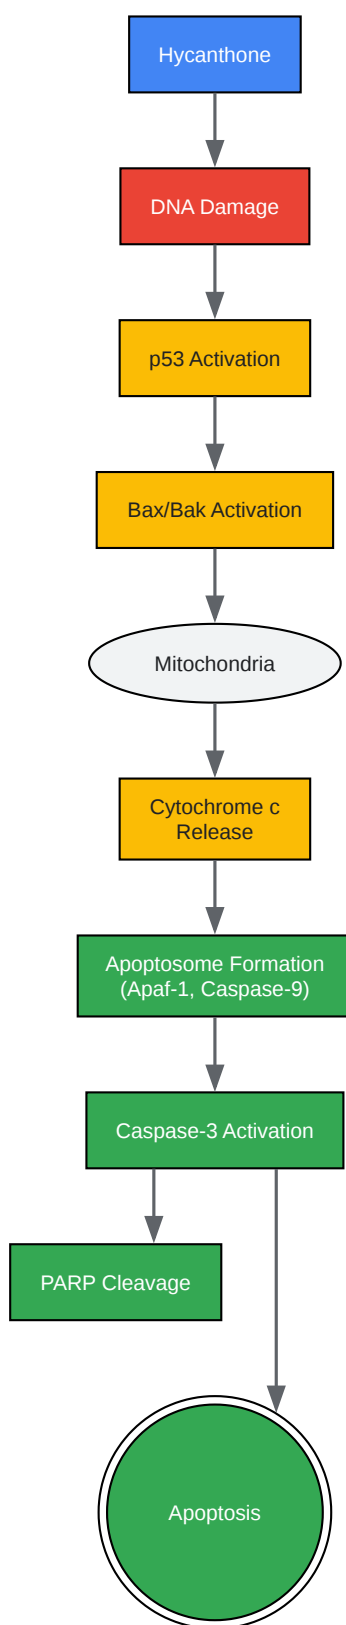 Hycanthone
DNA Damage
p53 Activation
Bax/Bak Activation
Mitochondria
Cytochrome c
Release
Apoptosome Formation
(Apaf-1, Caspase-9)
Caspase-3 Activation
PARP Cleavage
Apoptosis